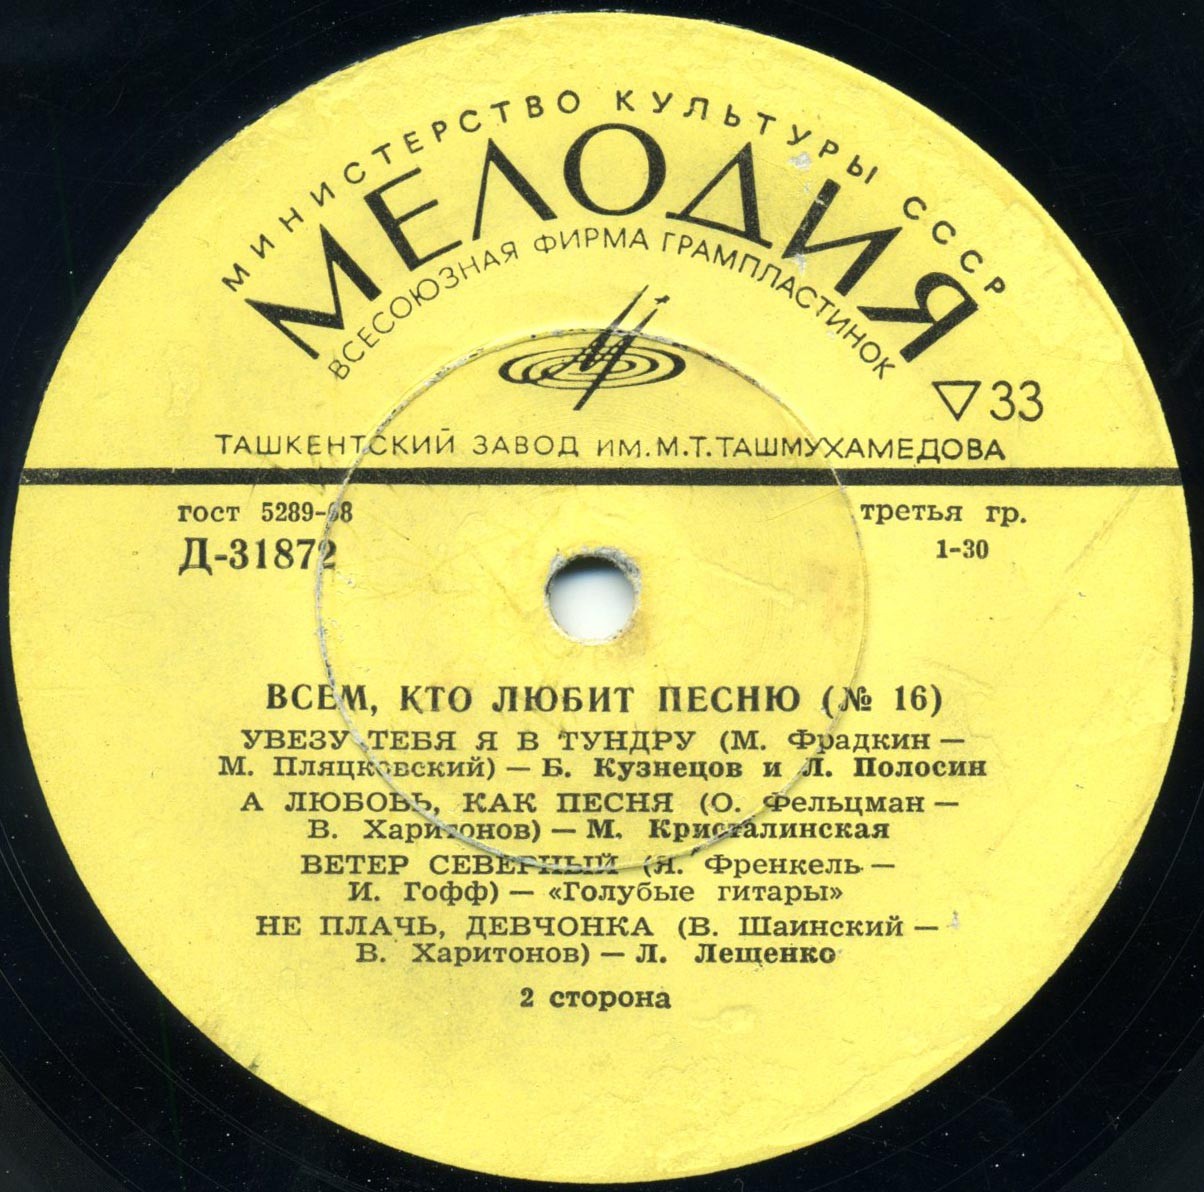 МИНИСТЕРСТВО КУЛЬТУРЫ СССР
МЕЛОДИЯ
ВСЕСОЮЗНАЯ ФИРМА ГРАМПЛАСТИНОК
▽33
ТАШКЕНТСКИЙ ЗАВОД ИМ. М.Т. ТАШМУХАМЕДОВА
гост 5289-68 третья гр.
Д-31872 1-30
ВСЕМ, КТО ЛЮБИТ ПЕСНЮ (№ 16)
УВЕЗУ ТЕБЯ Я В ТУНДРУ (М. Фрадкин —
М. Пляцковский) — Б. Кузнецов и Л. Полосин
А ЛЮБОВЬ, КАК ПЕСНЯ (О. Фельцман —
В. Харитонов) — М. Кристалинская
ВЕТЕР СЕВЕРНЫЙ (Я. Френкель —
И. Гофф) — «Голубые гитары»
НЕ ПЛАЧЬ, ДЕВЧОНКА (В. Шаинский —
В. Харитонов) — Л. Лещенко
2 сторона